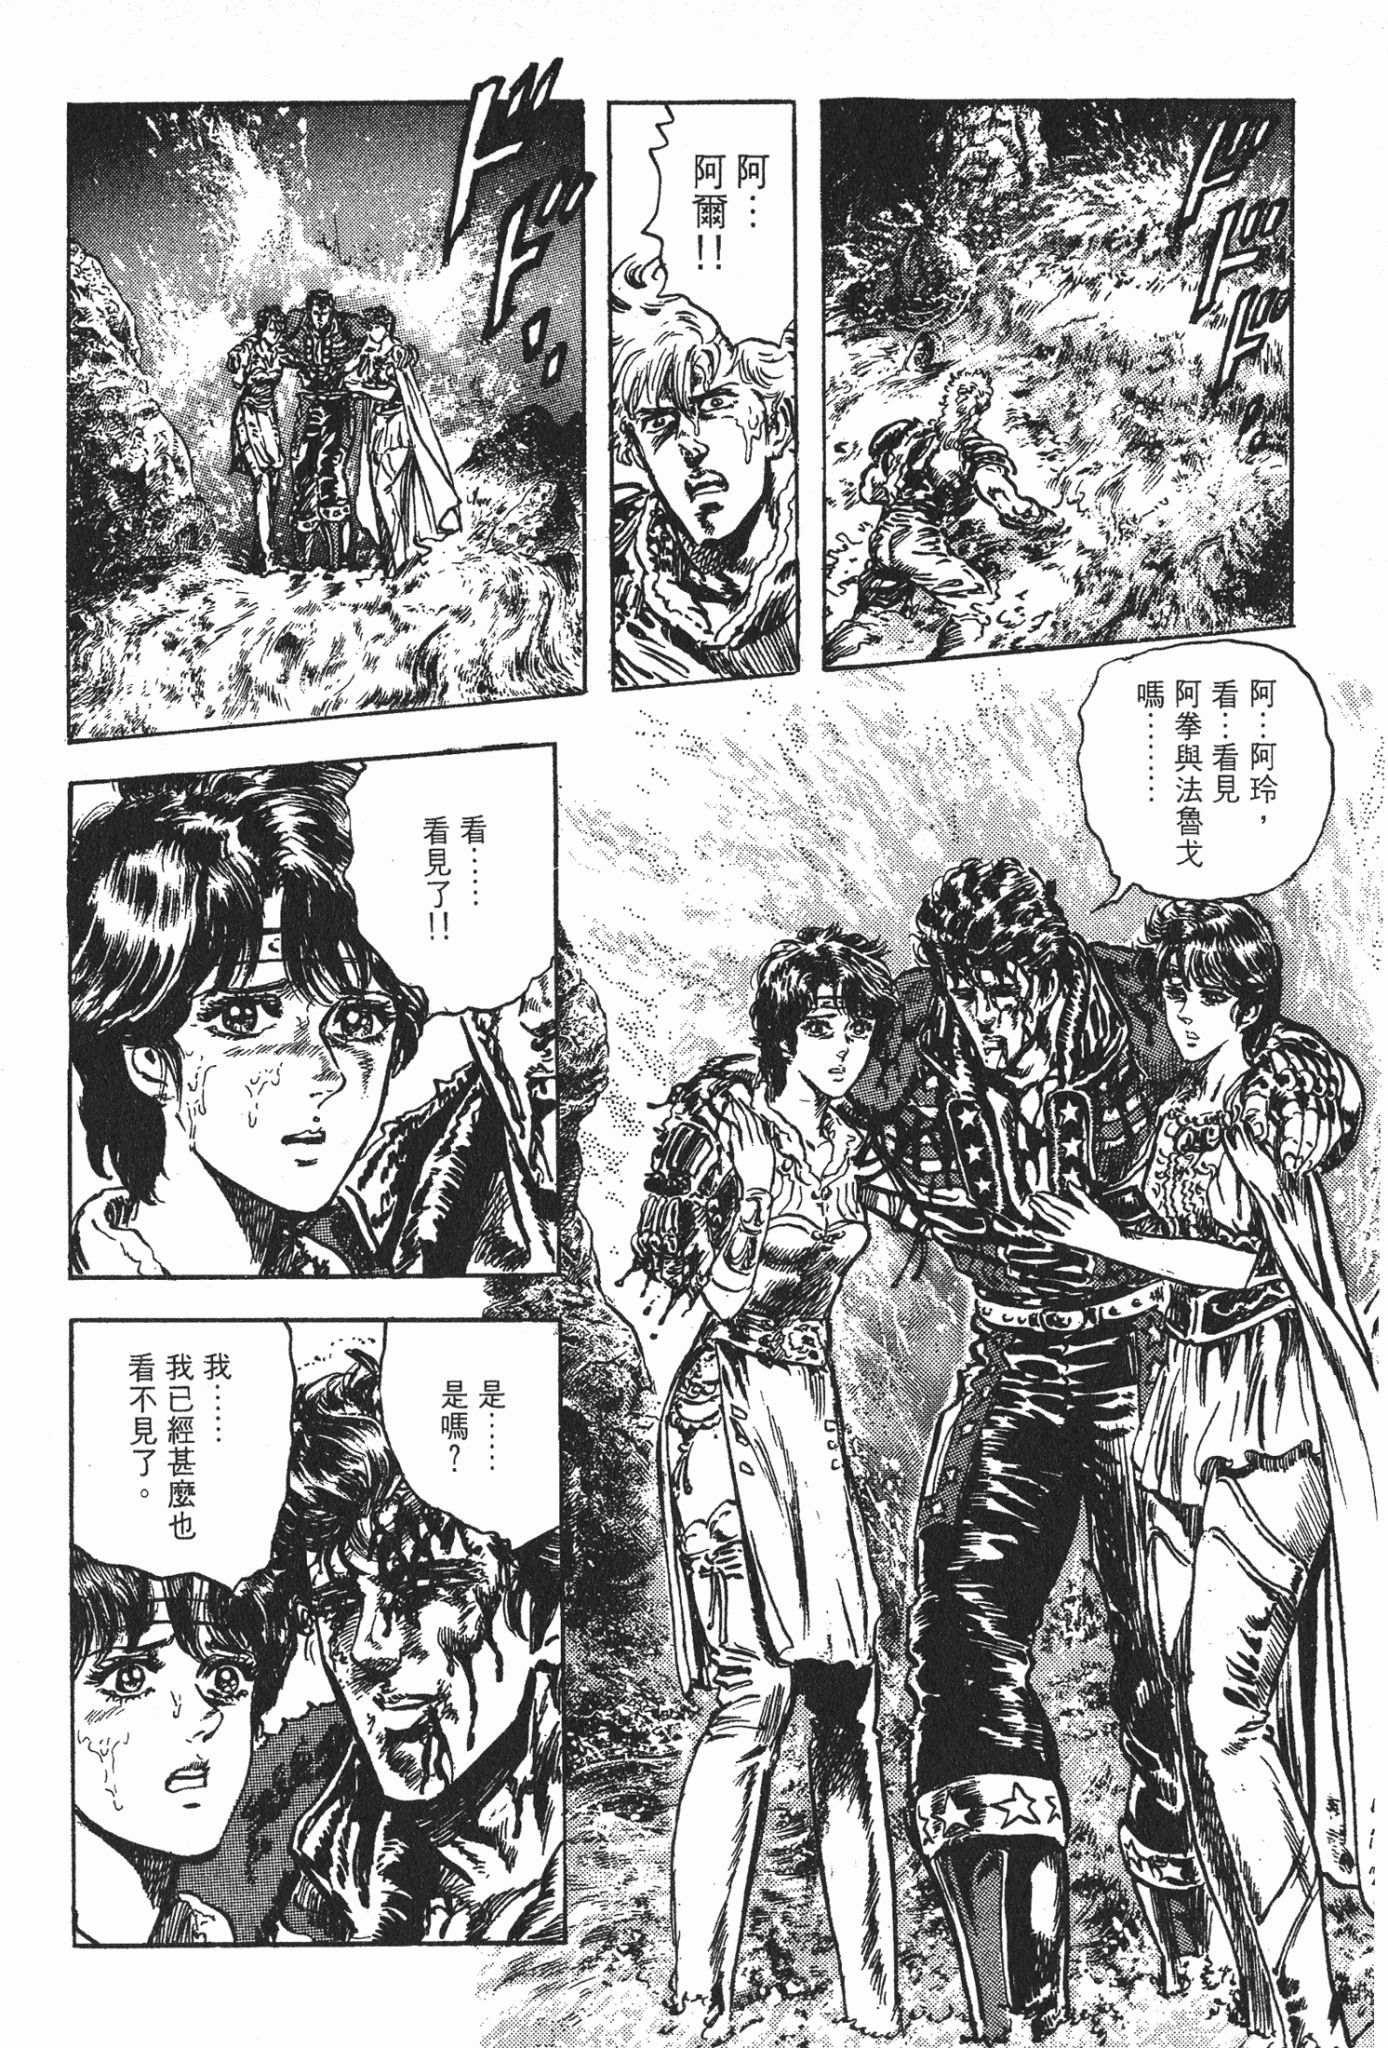 ドドド…
阿…
阿爾!!
ドドド…
阿…阿玲，
看…看見
阿拳與法魯戈
嗎………
看……
看見了!!
是……
是嗎？
我……
我已經甚麼也
看不見了。